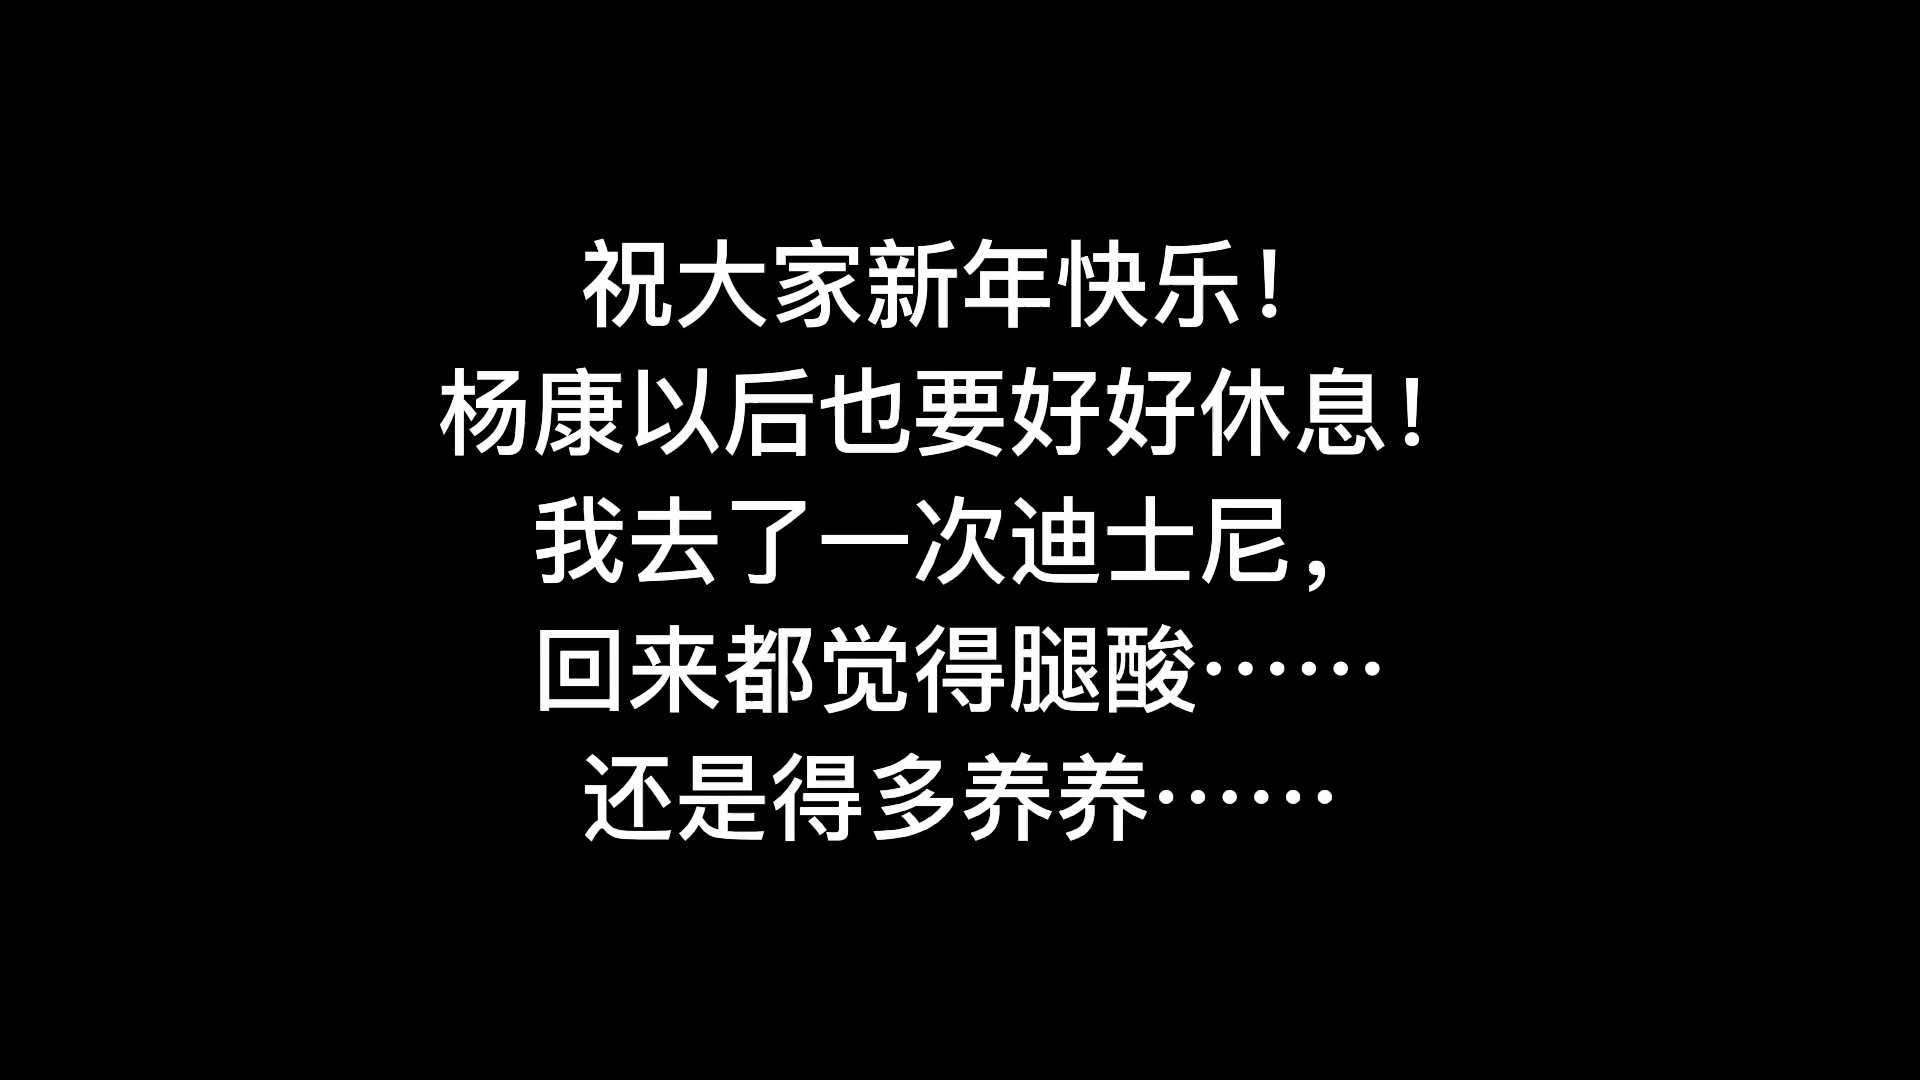 祝大家新年快乐！
杨康以后也要好好休息！
我去了一次迪士尼，
回来都觉得腿酸……
还是得多养养……